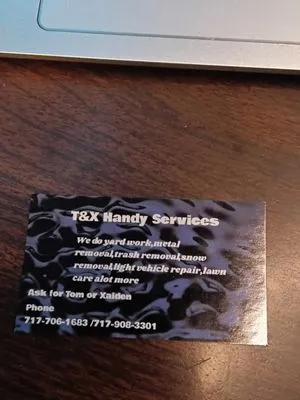 T&X Handy Services
We do yard work,metal
removal,trash removal,snow
removal,light vehicle repair,lawn
care alot more
Ask for Tom or Xaiden
Phone
717-706-1683 /717-908-3301